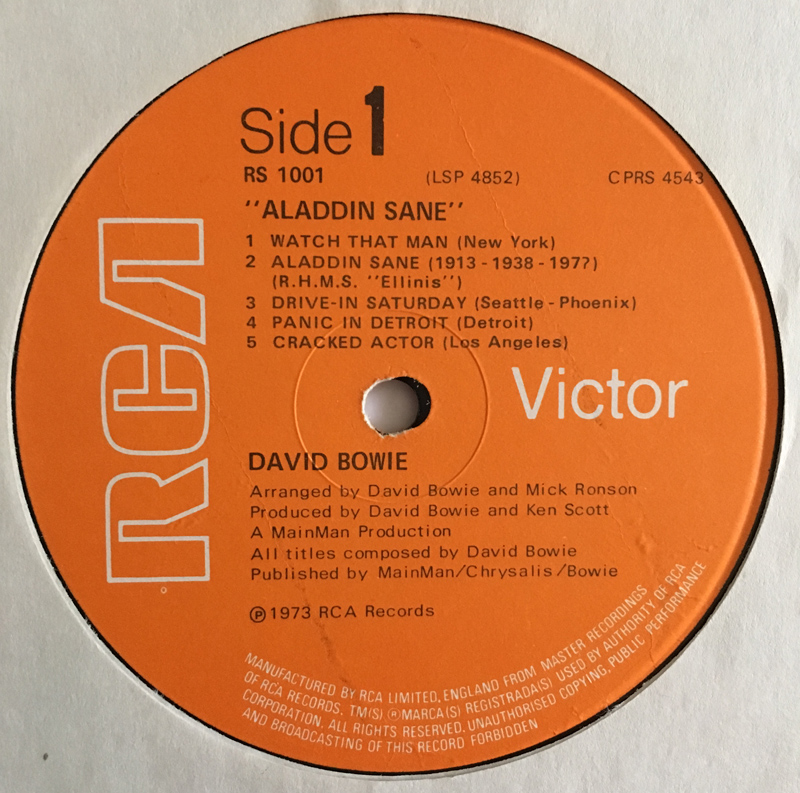 Side 1
RS 1001 (LSP 4852) CPRS 4543
"ALADDIN SANE"
1 WATCH THAT MAN (New York)
2 ALADDIN SANE (1913-1938-197?)
(R.H.M.S. "Ellinis")
3 DRIVE-IN SATURDAY (Seattle-Phoenix)
4 PANIC IN DETROIT (Detroit)
5 CRACKED ACTOR (Los Angeles)
RCA
Victor
DAVID BOWIE
Arranged by David Bowie and Mick Ronson
Produced by David Bowie and Ken Scott
A MainMan Production
All titles composed by David Bowie
Published by MainMan/Chrysalis/Bowie
℗1973 RCA Records
MANUFACTURED BY RCA LIMITED, ENGLAND FROM MASTER RECORDINGS
OF RCA RECORDS. TM(S) ® MARCA(S) REGISTRADA(S) USED BY AUTHORITY OF RCA
CORPORATION. ALL RIGHTS RESERVED. UNAUTHORISED COPYING, PUBLIC PERFORMANCE
AND BROADCASTING OF THIS RECORD FORBIDDEN